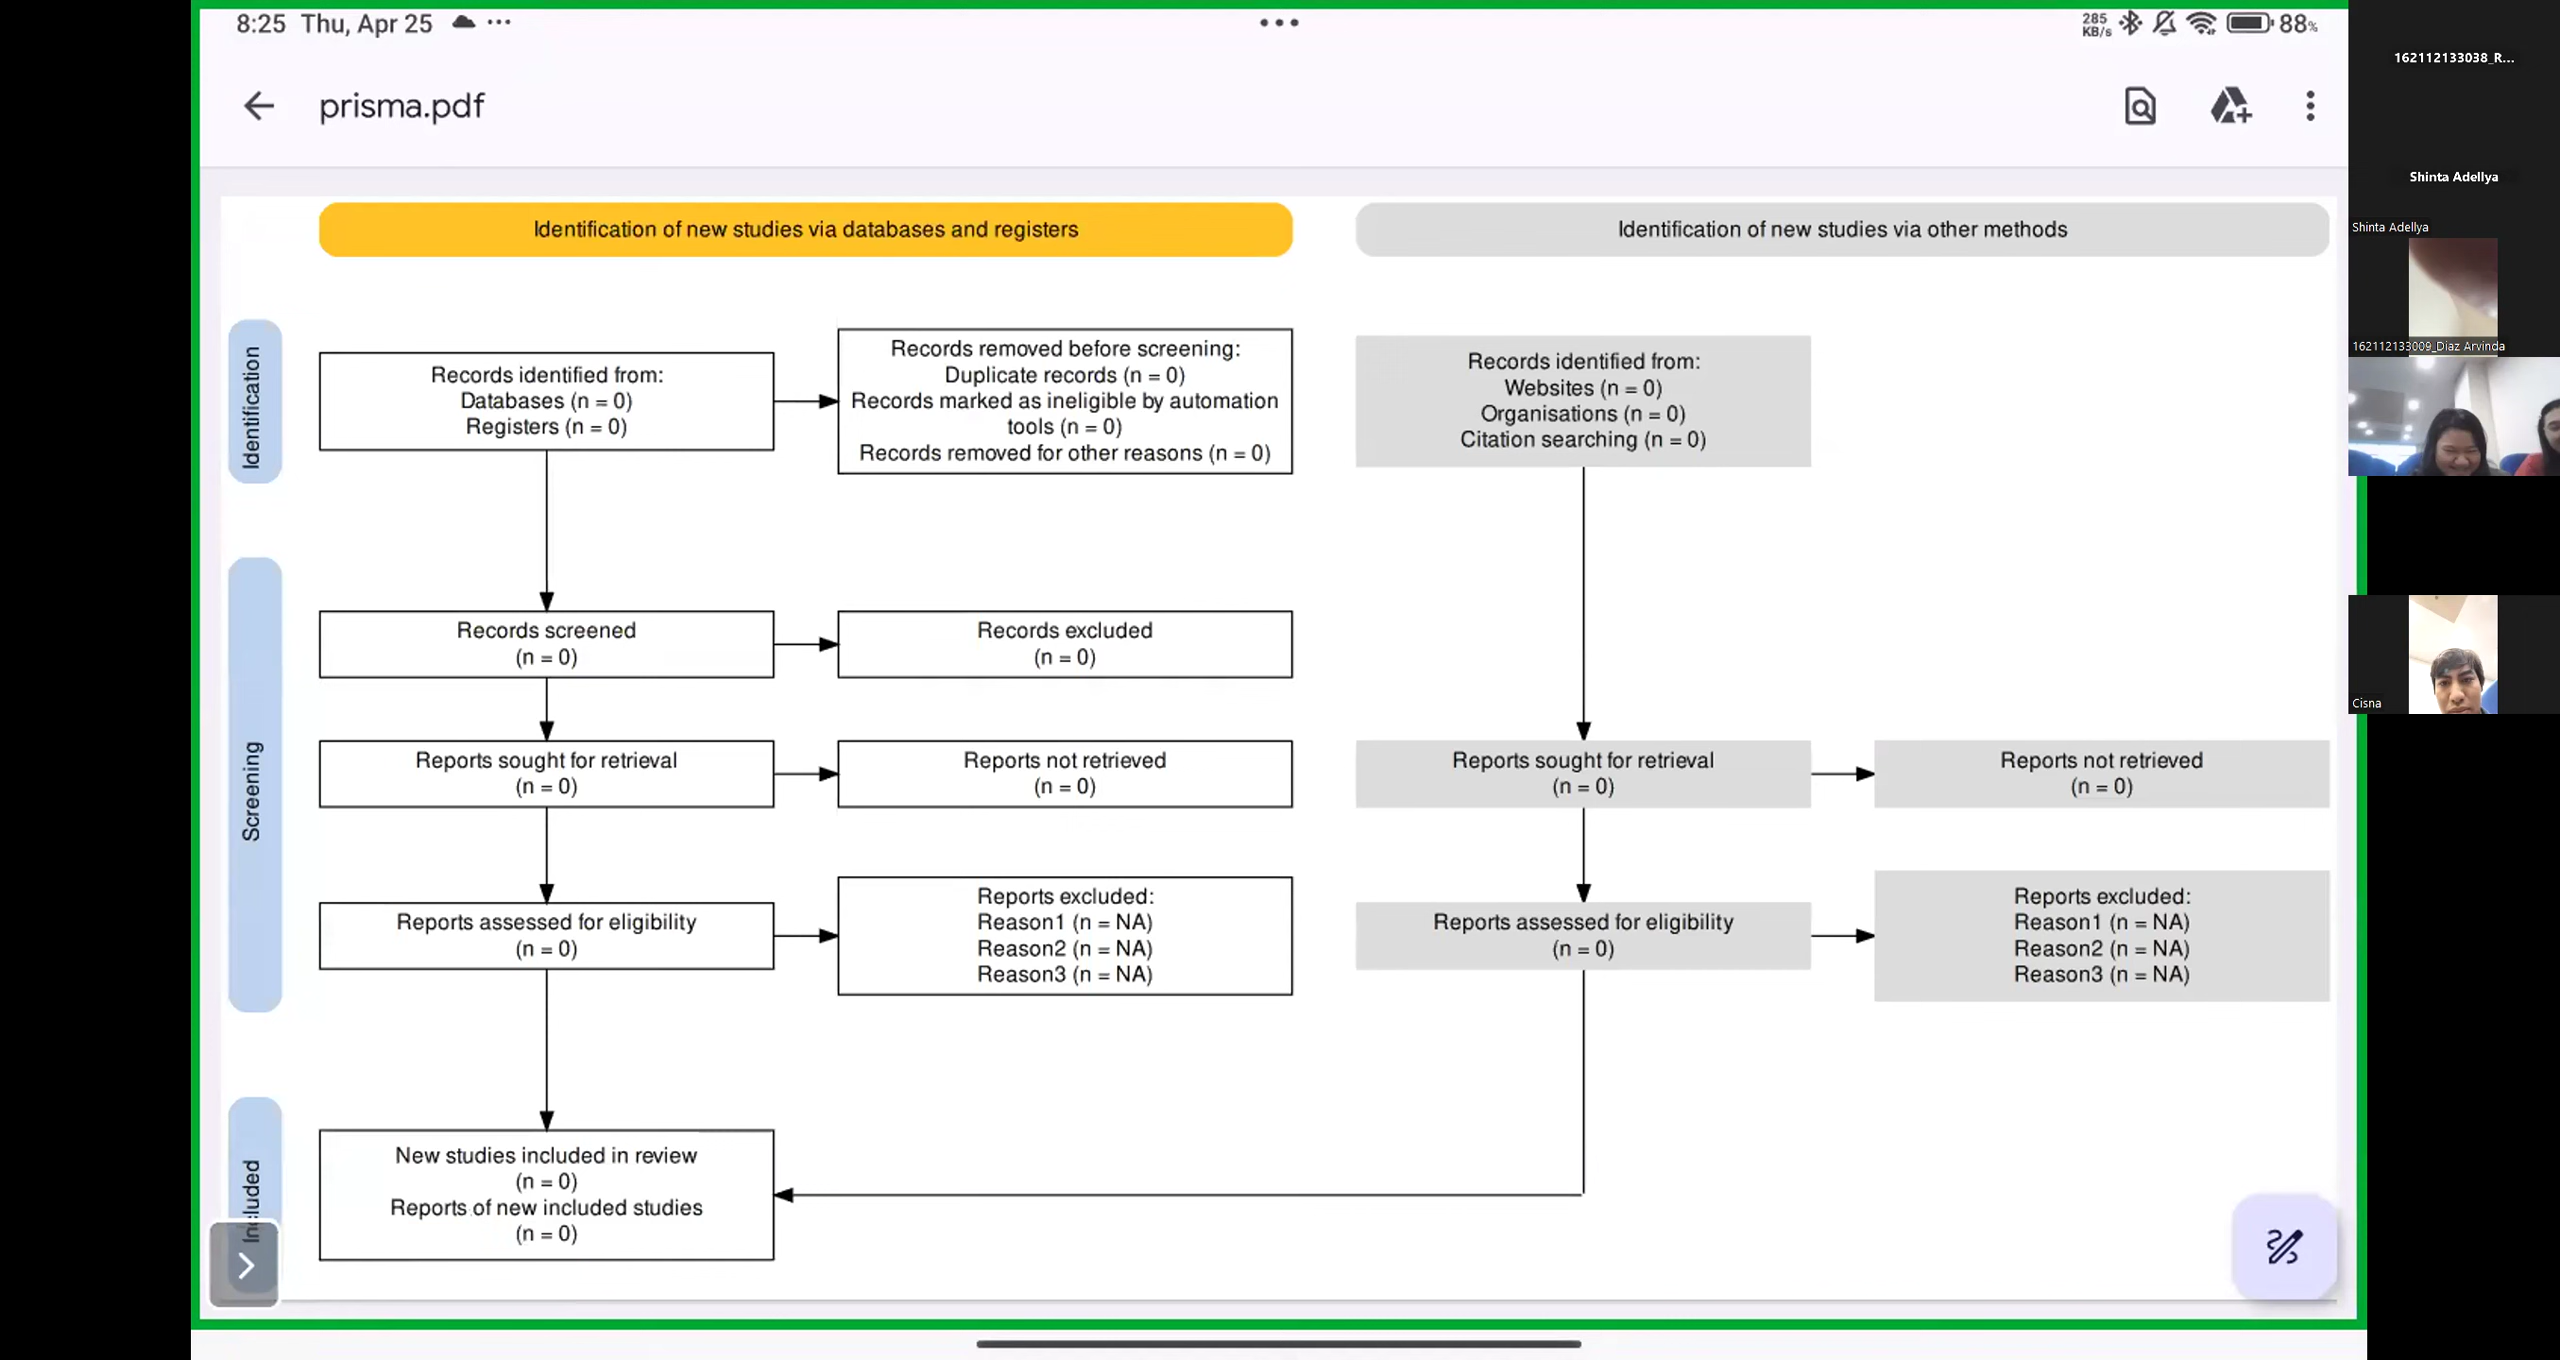 8:25 Thu, Apr 25
285
KB/s
88%
prisma.pdf
Identification of new studies via databases and registers
Identification of new studies via other methods
Identification
Records identified from:
Databases (n = 0)
Registers (n = 0)
Records removed before screening:
Duplicate records (n = 0)
Records marked as ineligible by automation
tools (n = 0)
Records removed for other reasons (n = 0)
Records identified from:
Websites (n = 0)
Organisations (n = 0)
Citation searching (n = 0)
Screening
Records screened
(n = 0)
Records excluded
(n = 0)
Reports sought for retrieval
(n = 0)
Reports not retrieved
(n = 0)
Reports sought for retrieval
(n = 0)
Reports not retrieved
(n = 0)
Reports assessed for eligibility
(n = 0)
Reports excluded:
Reason1 (n = NA)
Reason2 (n = NA)
Reason3 (n = NA)
Reports assessed for eligibility
(n = 0)
Reports excluded:
Reason1 (n = NA)
Reason2 (n = NA)
Reason3 (n = NA)
Included
New studies included in review
(n = 0)
Reports of new included studies
(n = 0)
162112133038_R...
Shinta Adellya
Shinta Adellya
162112133009_Diaz Arvinda
Cisna